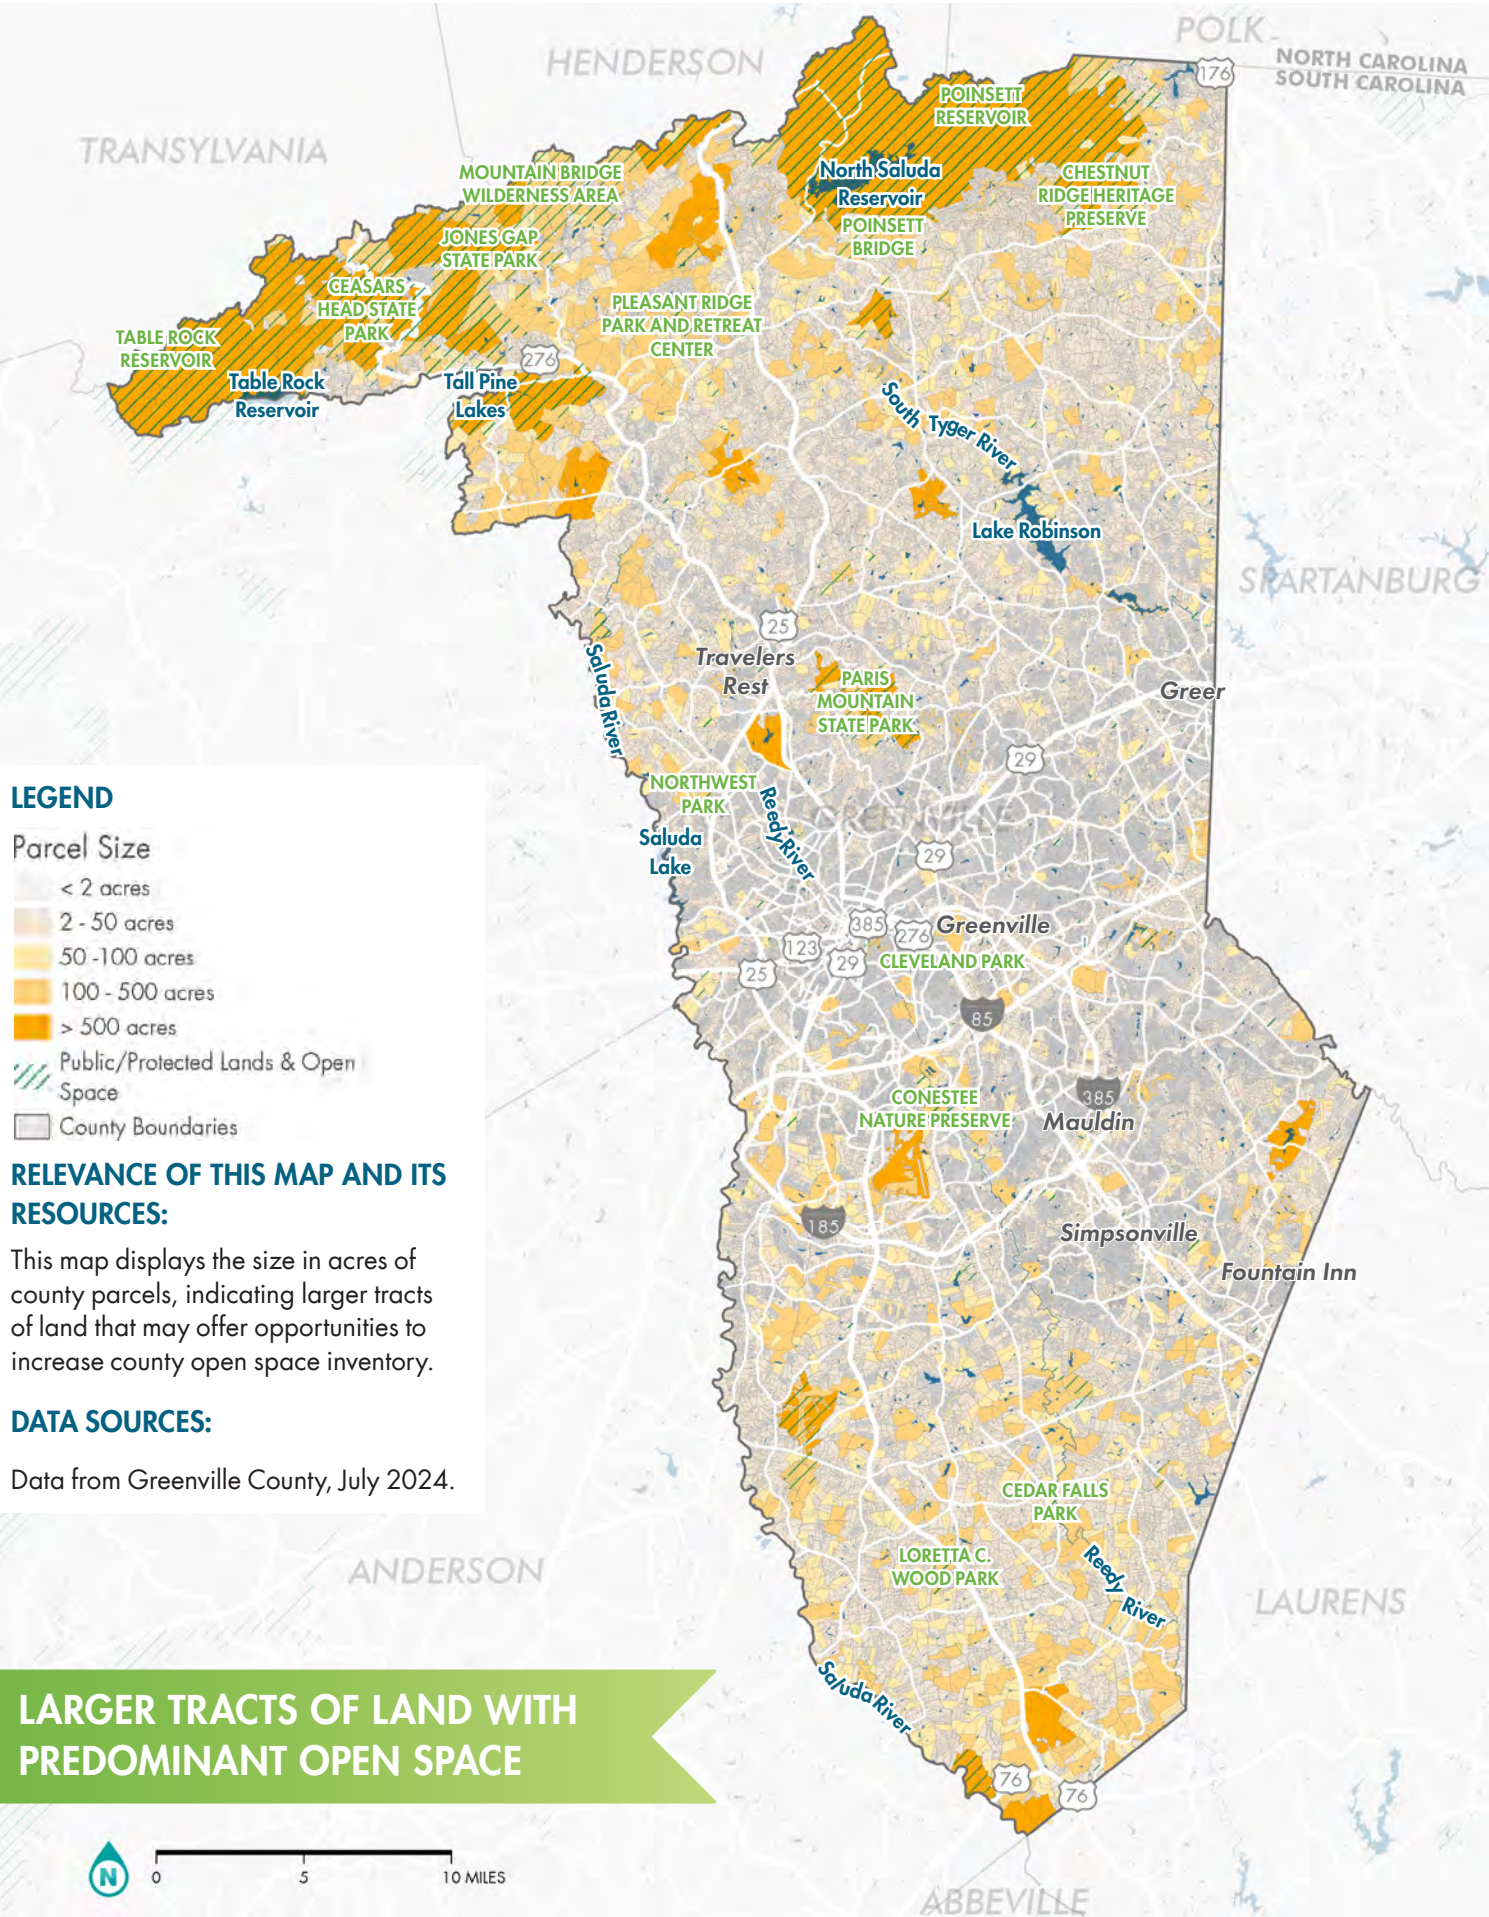 POLK
HENDERSON
NORTH CAROLINA
SOUTH CAROLINA
176
TRANSYLVANIA
POINSETT
RESERVOIR
MOUNTAIN BRIDGE
WILDERNESS AREA
North Saluda
Reservoir
CHESTNUT
RIDGE HERITAGE
PRESERVE
POINSETT
BRIDGE
JONES GAP
STATE PARK
CEASARS
HEAD STATE
PARK
PLEASANT RIDGE
PARK AND RETREAT
CENTER
TABLE ROCK
RESERVOIR
276
Table Rock
Reservoir
Tall Pine
Lakes
South Tyger River
Lake Robinson
SPARTANBURG
25
Travelers
Rest
Saluda River
PARIS
MOUNTAIN
STATE PARK
Greer
29
NORTHWEST
PARK
Reedy River
GREENVILLE
Saluda
Lake
29
385
276
Greenville
123
29
25
CLEVELAND PARK
85
CONESTEE
NATURE PRESERVE
385
Mauldin
185
Simpsonville
Fountain Inn
CEDAR FALLS
PARK
LORETTA C.
WOOD PARK
Reedy River
ANDERSON
LAURENS
Saluda River
76
76
ABBEVILLE
LEGEND
Parcel Size
< 2 acres
2 - 50 acres
50 -100 acres
100 - 500 acres
> 500 acres
Public/Protected Lands & Open
Space
County Boundaries
RELEVANCE OF THIS MAP AND ITS
RESOURCES:
This map displays the size in acres of
county parcels, indicating larger tracts
of land that may offer opportunities to
increase county open space inventory.
DATA SOURCES:
Data from Greenville County, July 2024.
LARGER TRACTS OF LAND WITH
PREDOMINANT OPEN SPACE
N
0 5 10 MILES